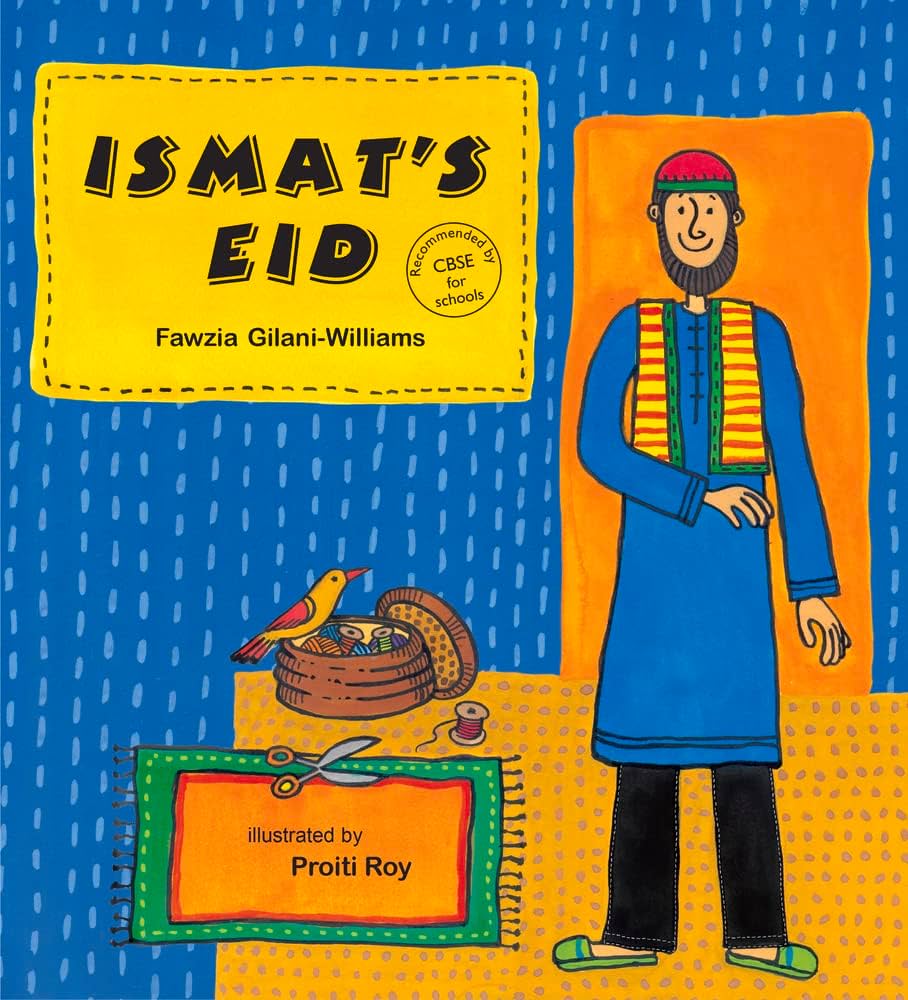 ISMAT'S
EID
Recommended by
CBSE
for
schools
Fawzia Gilani-Williams
illustrated by
Proiti Roy